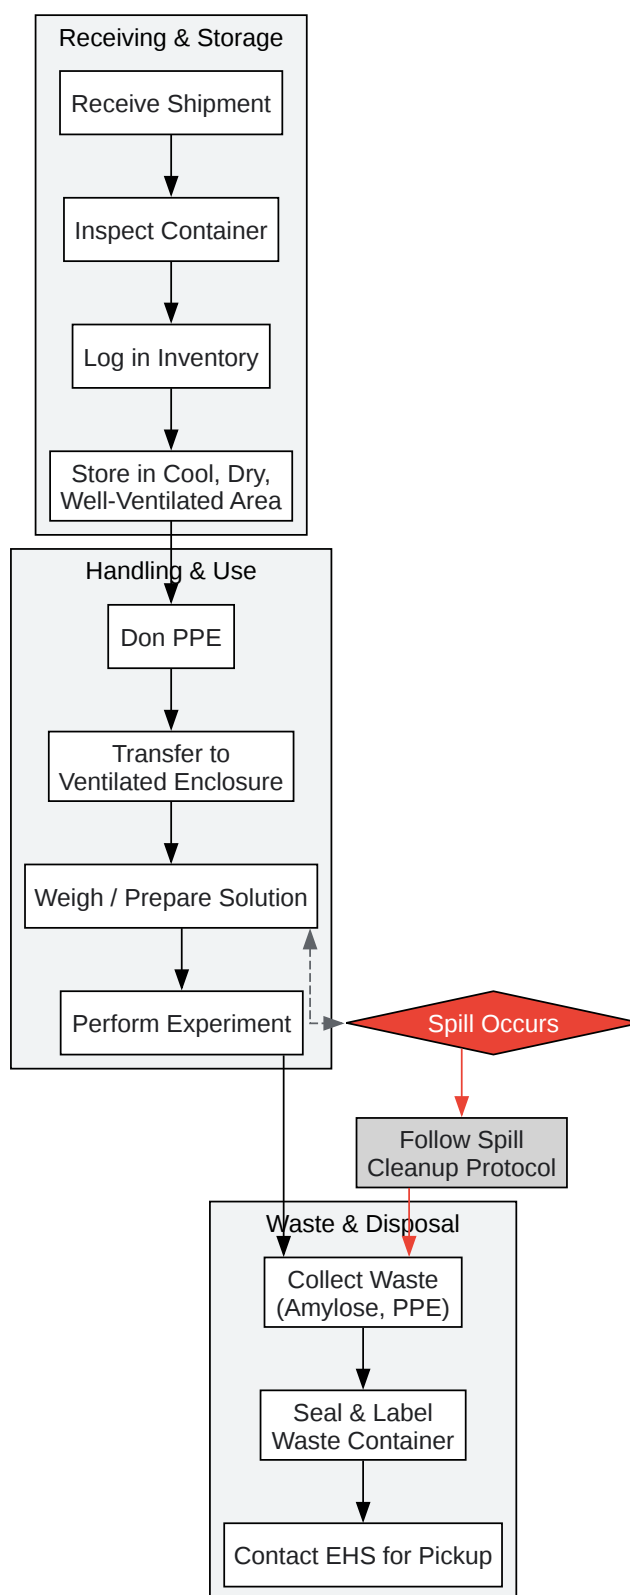 Receiving & Storage
Receive Shipment
Inspect Container
Log in Inventory
Store in Cool, Dry,
Well-Ventilated Area
Handling & Use
Don PPE
Transfer to
Ventilated Enclosure
Weigh / Prepare Solution
Perform Experiment
Spill Occurs
Follow Spill
Cleanup Protocol
Waste & Disposal
Collect Waste
(Amylose, PPE)
Seal & Label
Waste Container
Contact EHS for Pickup